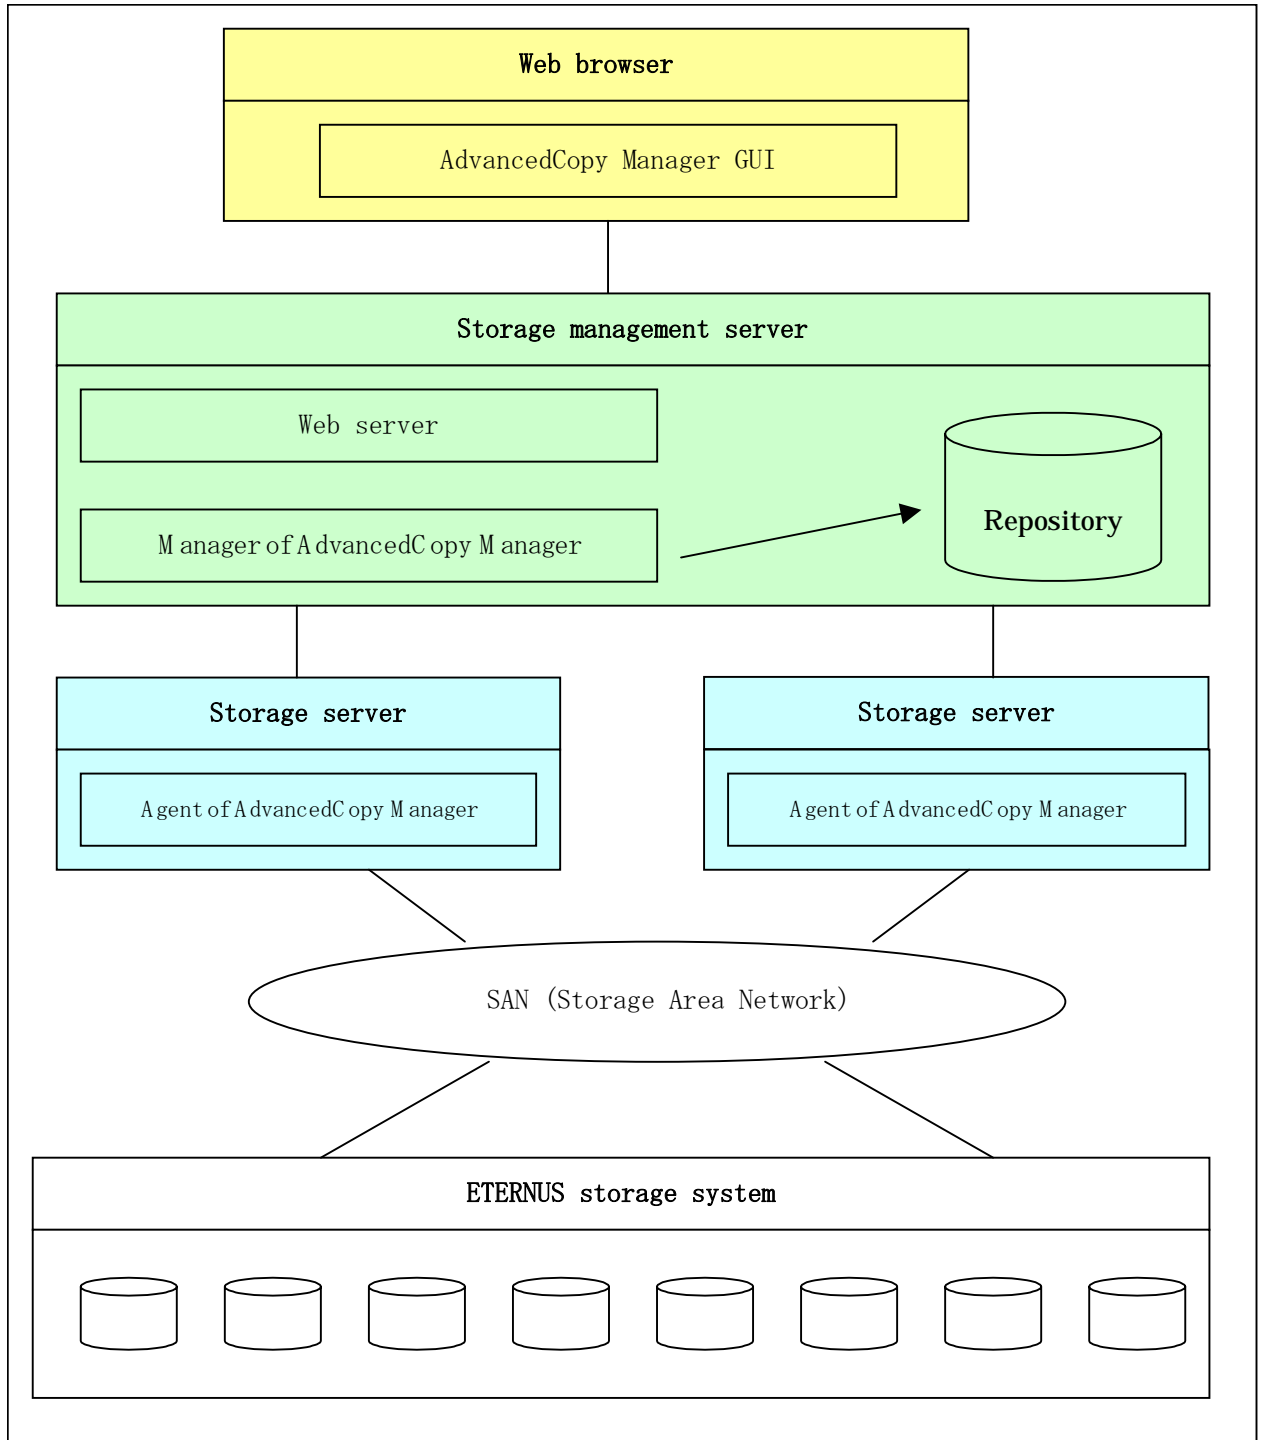 Web browser
AdvancedCopy Manager GUI
Storage management server
Web server
Manager of AdvancedCopy Manager
Repository
Storage server
Storage server
Agent of AdvancedCopy Manager
Agent of AdvancedCopy Manager
SAN (Storage Area Network)
ETERNUS storage system